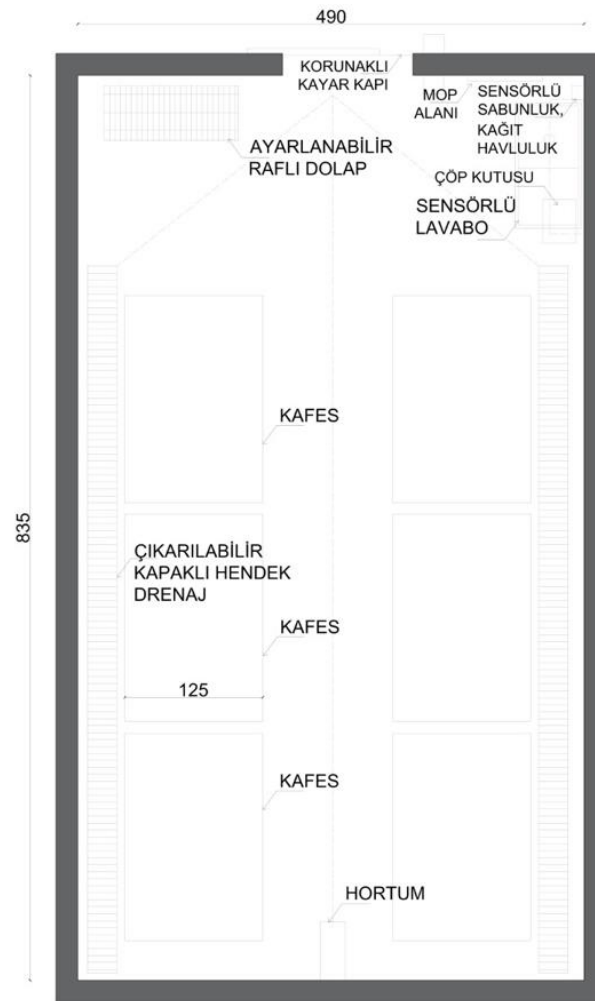 490
KORUNAKLI
KAYAR KAPI
MOP
ALANI
SENSÖRLÜ
SABUNLUK,
KAĞIT
HAVLULUK
AYARLANABİLİR
RAFLI DOLAP
ÇÖP KUTUSU
SENSÖRLÜ
LAVABO
KAFES
835
ÇIKARILABİLİR
KAPAKLI HENDEK
DRENAJ
KAFES
125
KAFES
HORTUM